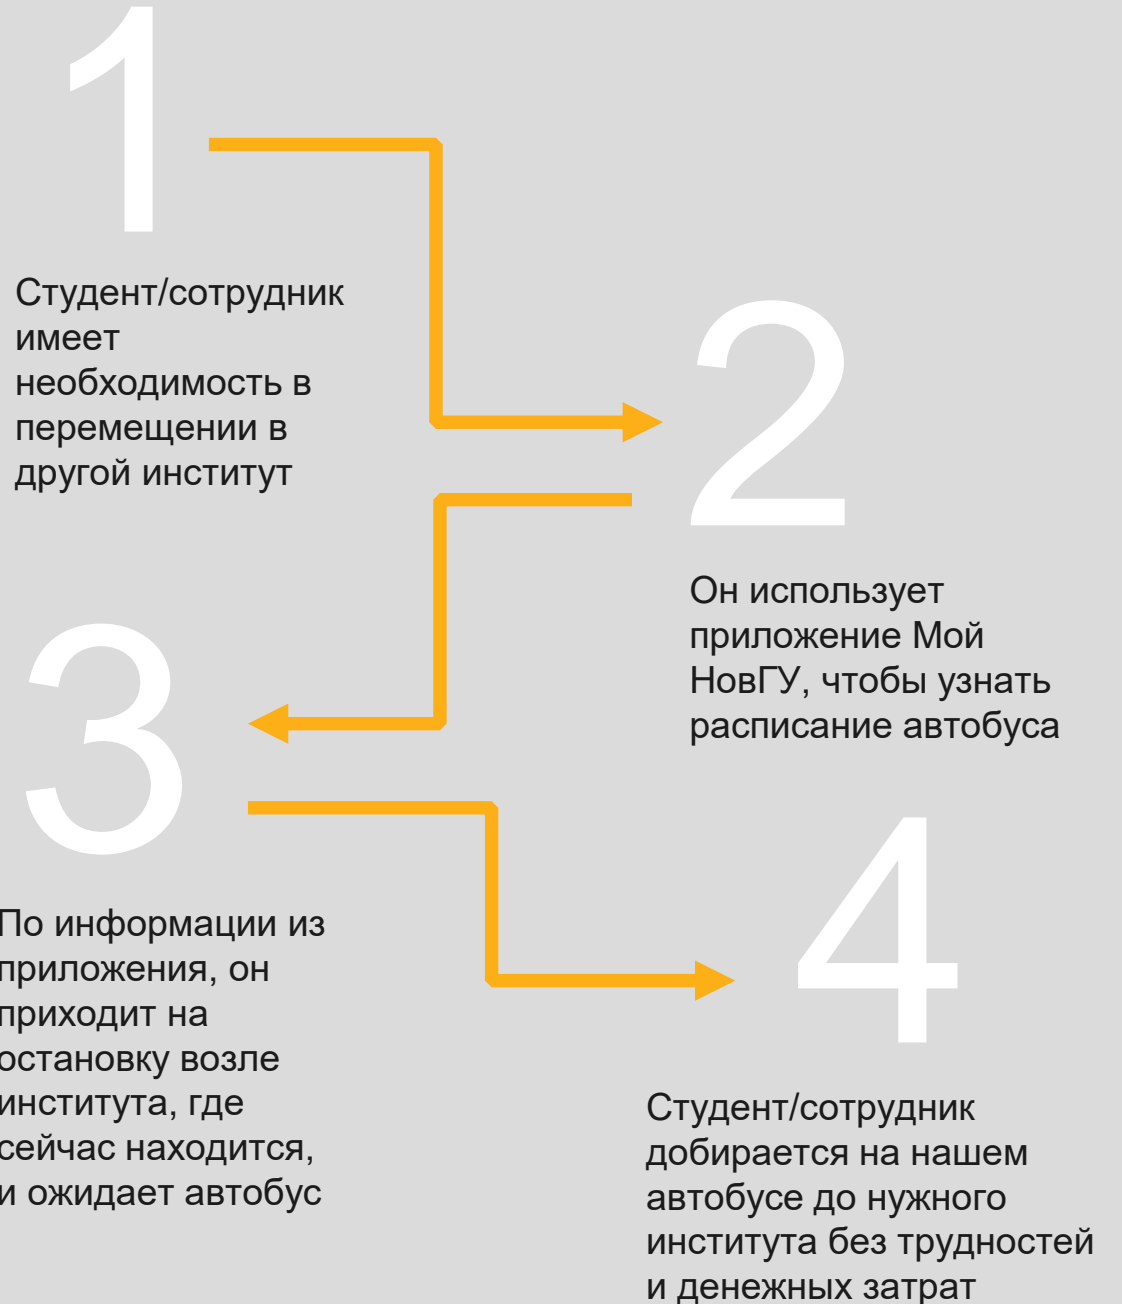 1
Студент/сотрудник
имеет
необходимость в
перемещении в
другой институт
2
Он использует
приложение Мой
НовГУ, чтобы узнать
расписание автобуса
3
По информации из
приложения, он
приходит на
остановку возле
института, где
сейчас находится,
и ожидает автобус
4
Студент/сотрудник
добирается на нашем
автобусе до нужного
института без трудностей
и денежных затрат